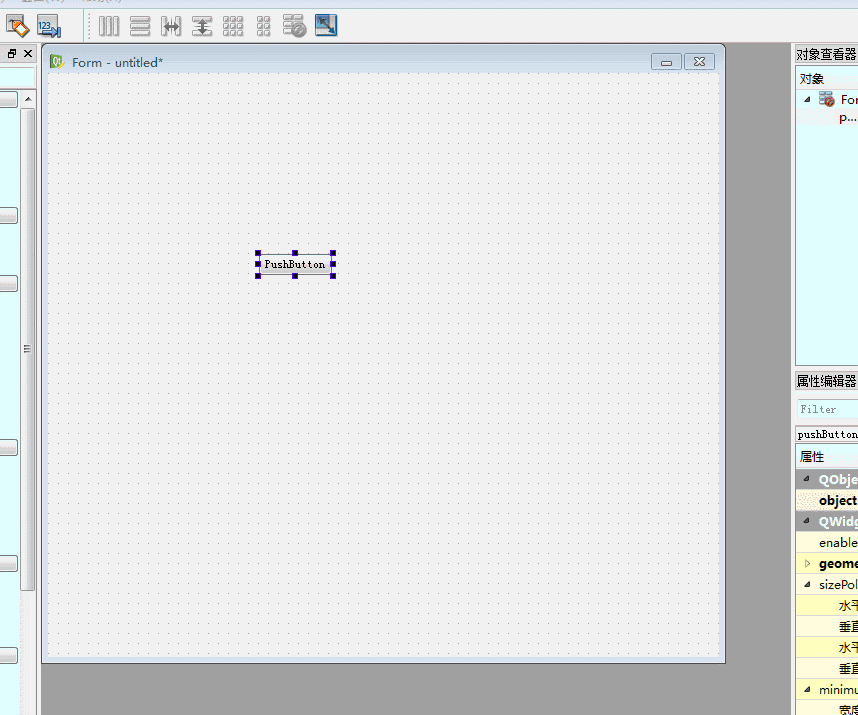 123
Form - untitled*
PushButton
对象查看器
对象
For
p...
属性编辑器
Filter
pushButton
属性
QObje
object
QWidg
enable
geome
sizePol
水平
垂直
水平
垂直
minimu
宽度